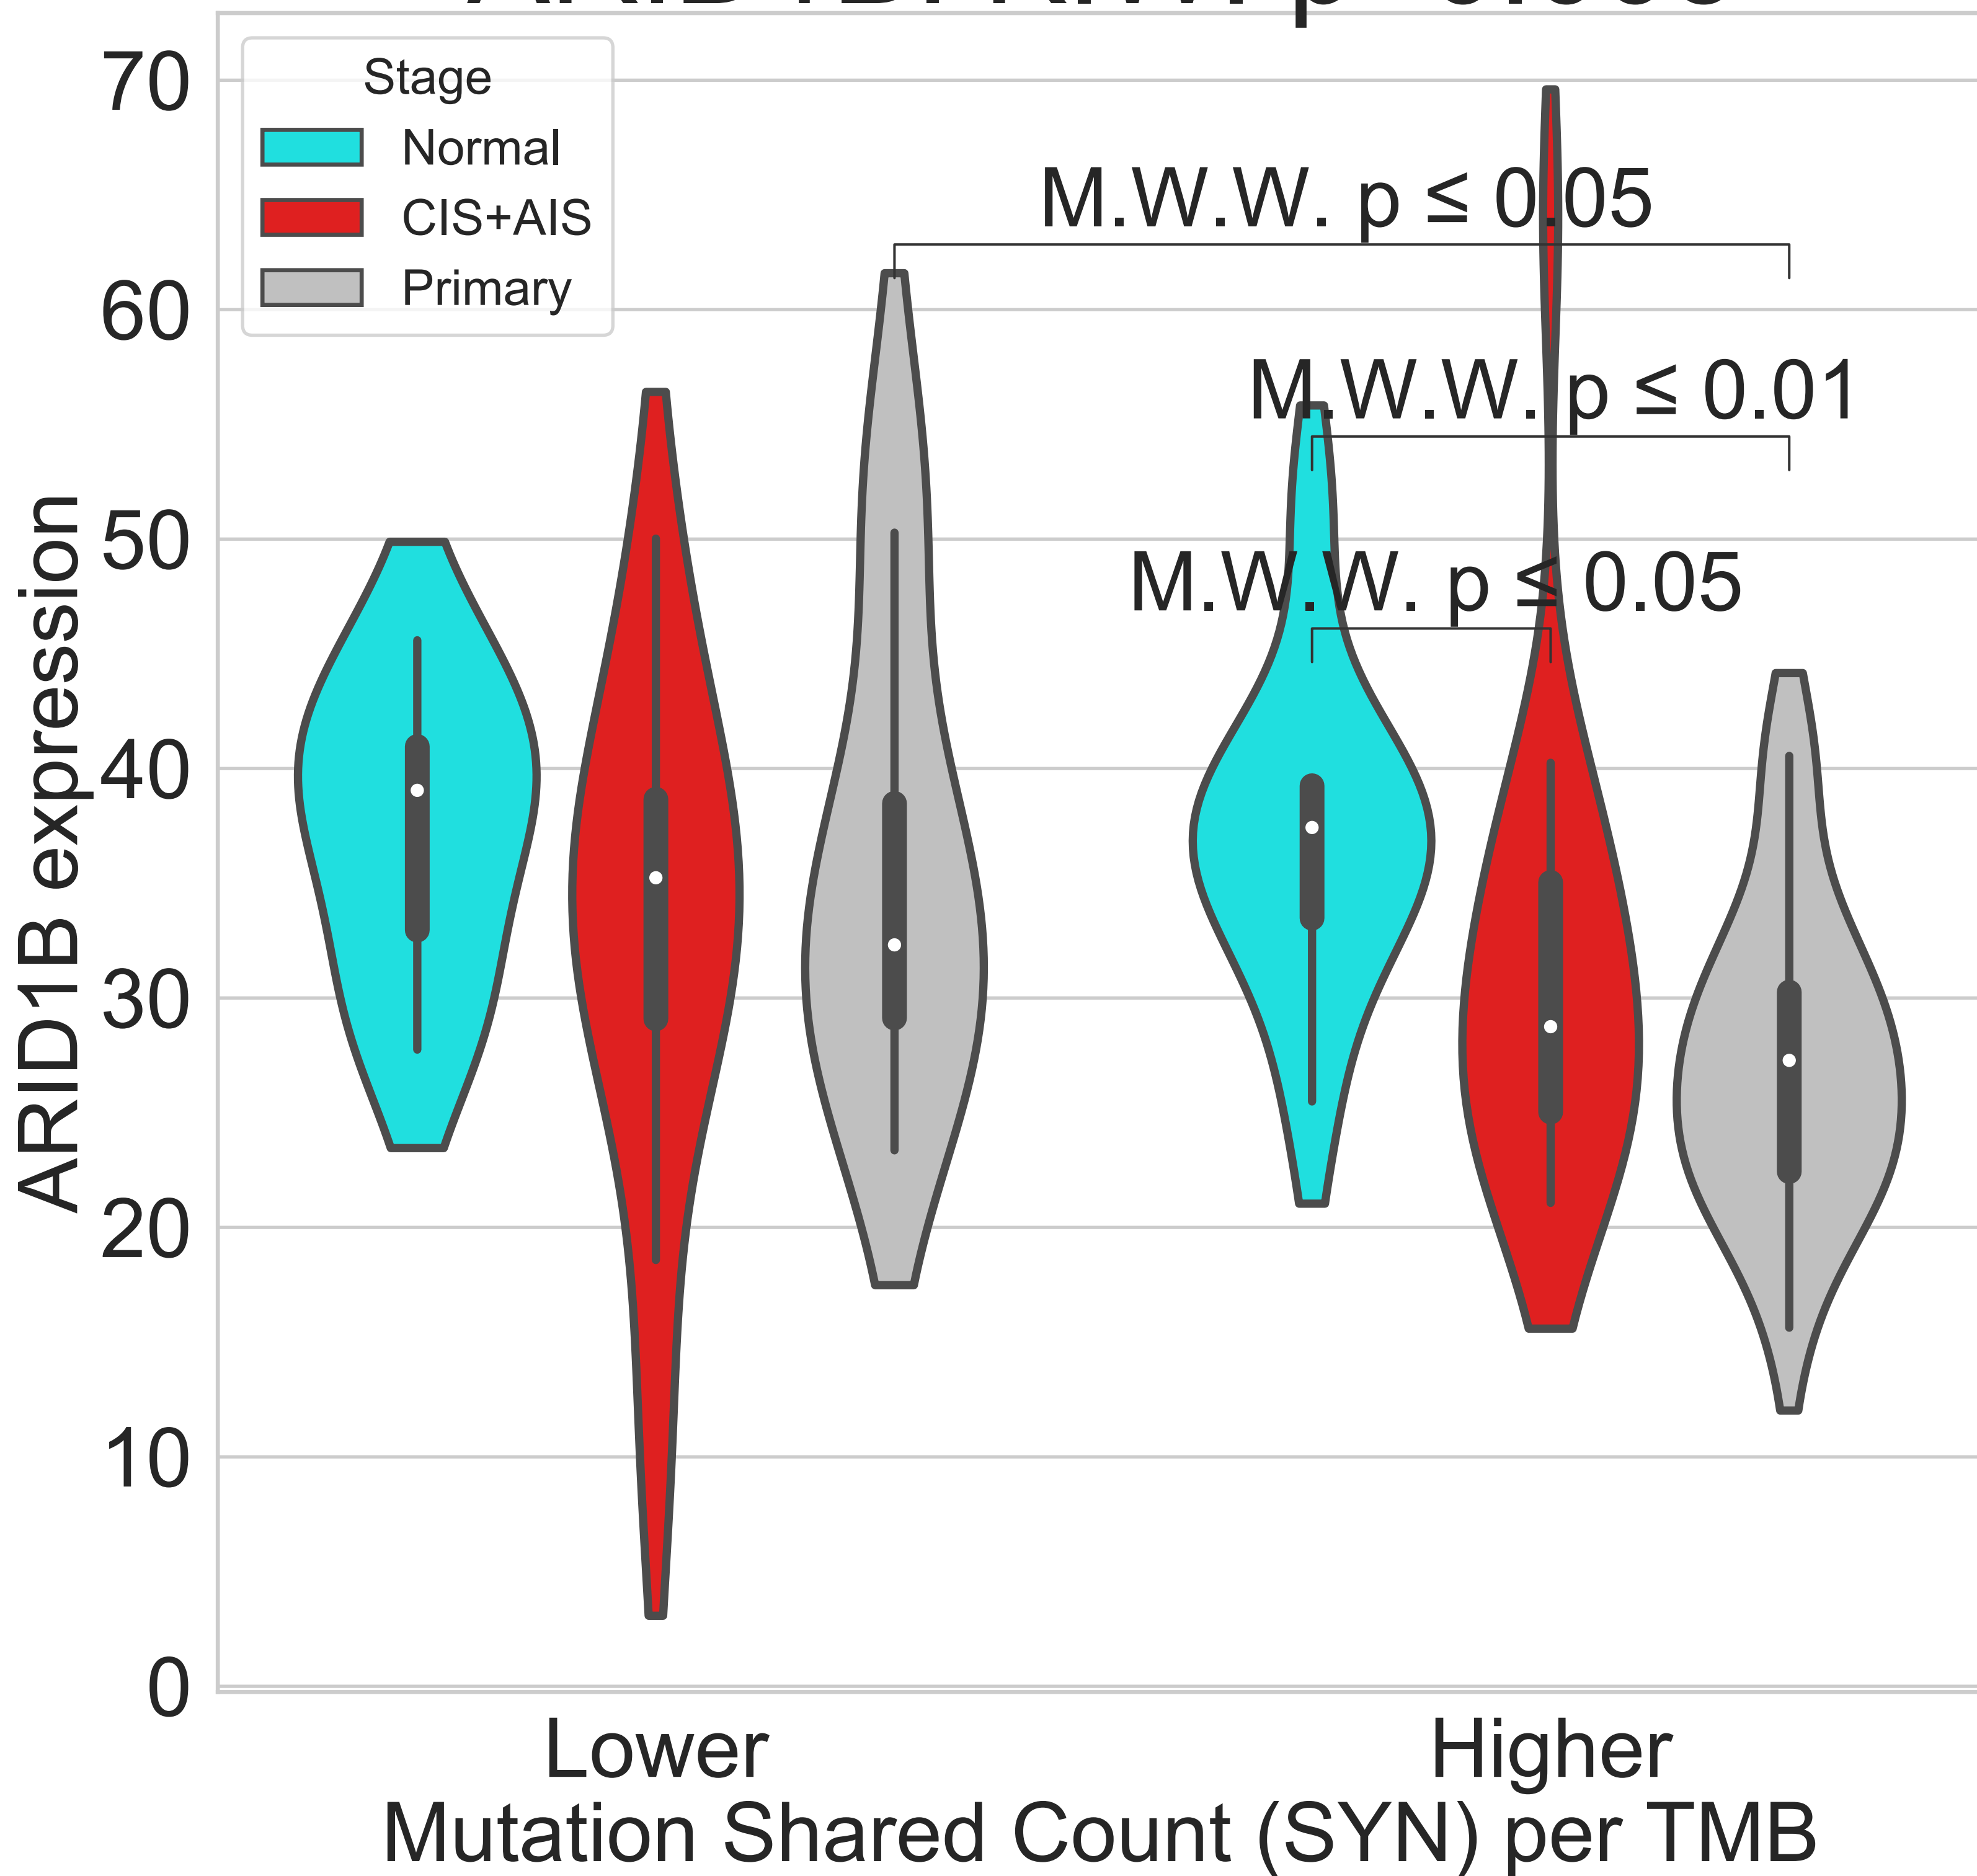 70
60
50
40
30
20
10
0
ARID1B expression
Stage
Normal
CIS+AIS
Primary
M.W.W. p ≤ 0.05
M.W.W. p ≤ 0.01
M.W.W. p ≤ 0.05
Lower
Higher
Mutation Shared Count (SYN) per TMB